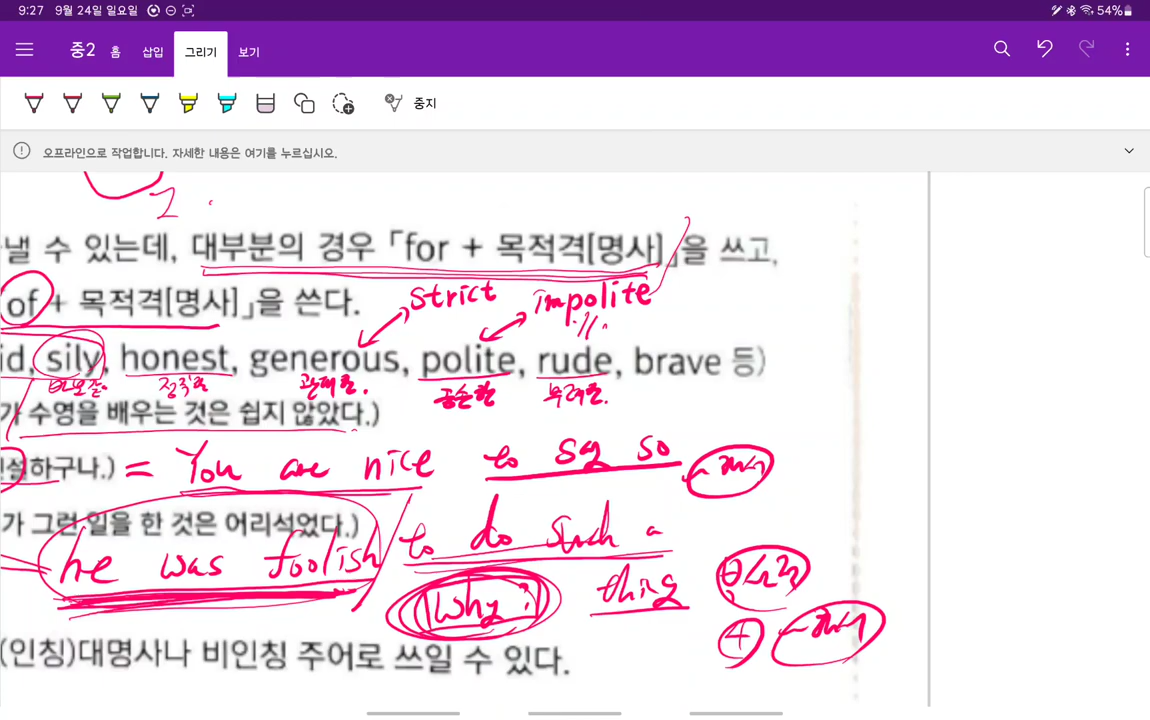 9:27 9월 24일 일요일 54%
중2 홈 삽입 그리기 보기
중지
오프라인으로 작업합니다. 자세한 내용은 여기를 누르십시오.
2
낼 수 있는데, 대부분의 경우 「for + 목적격[명사]」을 쓰고,
of + 목적격[명사]」을 쓴다.
strict impolite
id, sily, honest, generous, polite, rude, brave 등)
정직한 관대한. 공손한 무례한.
가 수영을 배우는 것은 쉽지 않았다.)
친절하구나.) = You are nice to say so ~해서
가 그런 일을 한 것은 어리석었다.)
he was foolish to do such a
thing
(why?)
④ ~해서
(인칭)대명사나 비인칭 주어로 쓰일 수 있다.